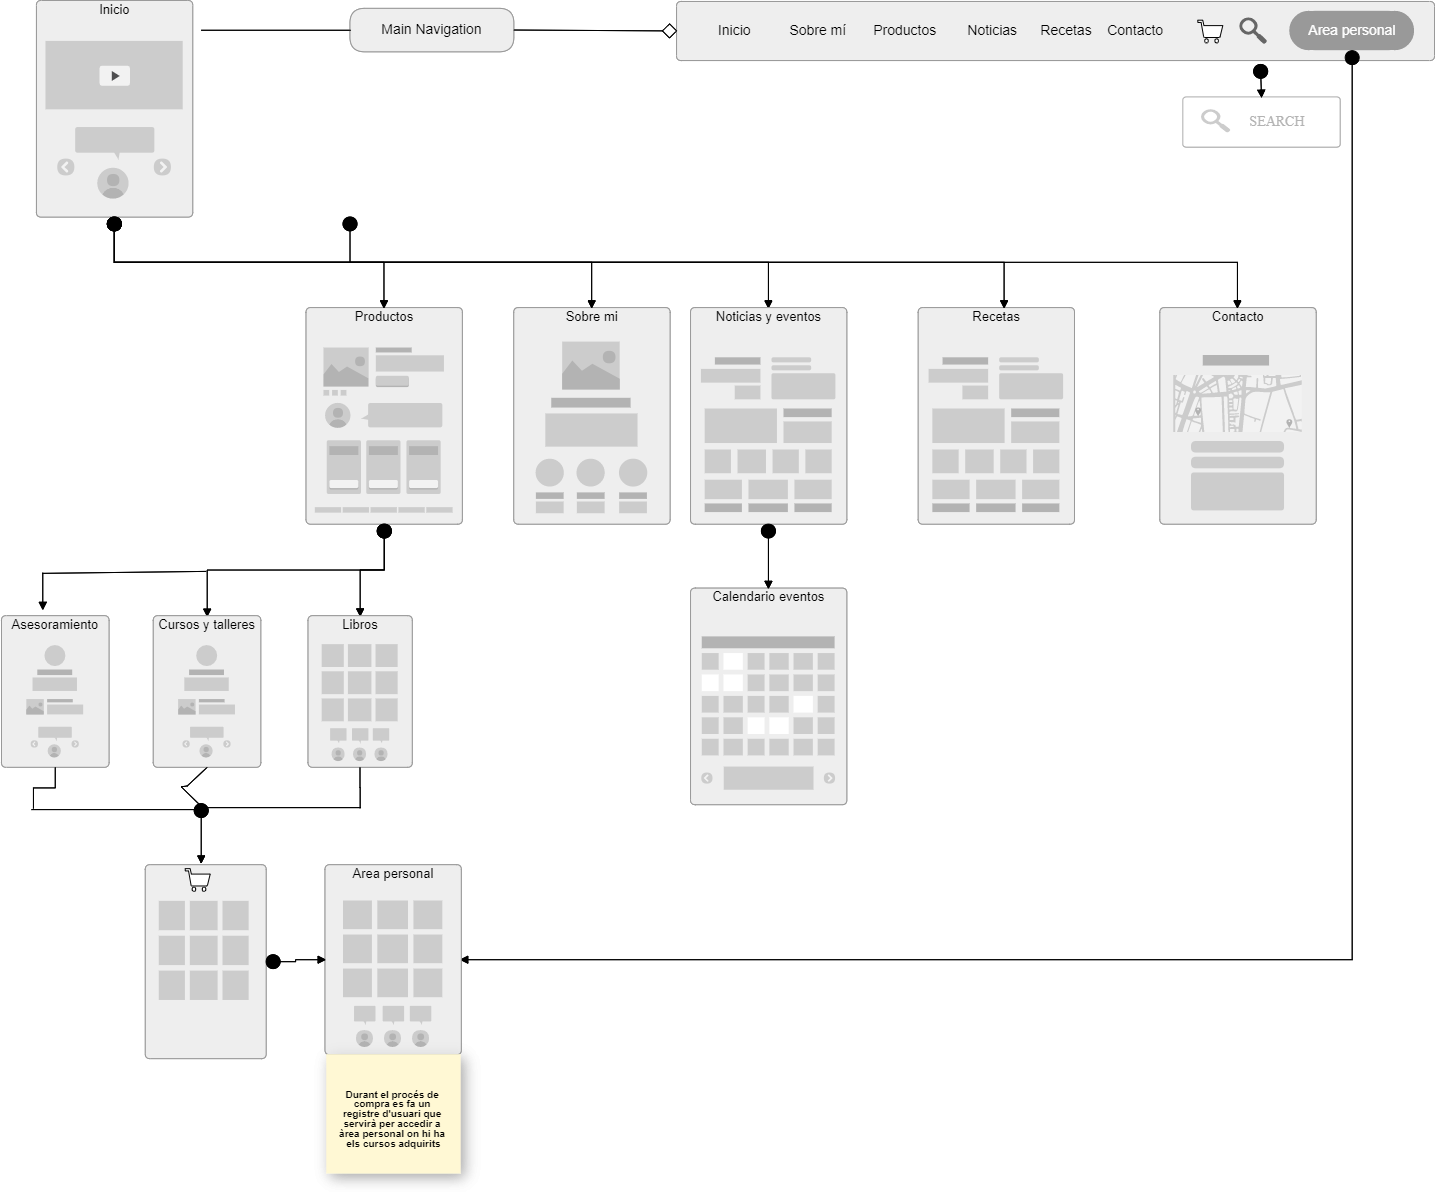 Inicio
Main Navigation
Inicio Sobre mí Productos Noticias Recetas Contacto Area personal
SEARCH
Productos
Sobre mi
Noticias y eventos
Recetas
Contacto
Asesoramiento
Cursos y talleres
Libros
Calendario eventos
Area personal
Durant el procés de
compra es fa un
registre d'usuari que
servirà per accedir a
àrea personal on hi ha
els cursos adquirits